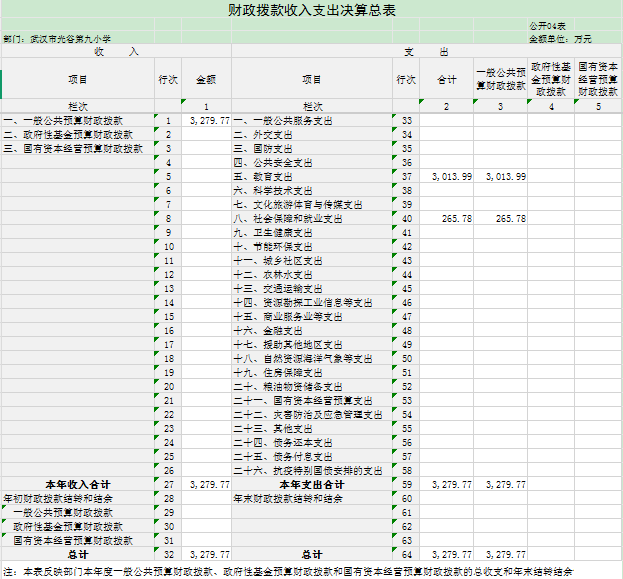 财政拨款收入支出决算总表
公开04表
部门：武汉市光谷第九小学 金额单位：万元
收 入 支 出
项目 行次 金额 项目 行次 合计 一般公共预算财政拨款 政府性基金预算财政拨款 国有资本经营预算财政拨款
栏次 1 栏次 2 3 4 5
一、一般公共预算财政拨款 1 3,279.77 一、一般公共服务支出 33
二、政府性基金预算财政拨款 2 二、外交支出 34
三、国有资本经营预算财政拨款 3 三、国防支出 35
4 四、公共安全支出 36
5 五、教育支出 37 3,013.99 3,013.99
6 六、科学技术支出 38
7 七、文化旅游体育与传媒支出 39
8 八、社会保障和就业支出 40 265.78 265.78
9 九、卫生健康支出 41
10 十、节能环保支出 42
11 十一、城乡社区支出 43
12 十二、农林水支出 44
13 十三、交通运输支出 45
14 十四、资源勘探工业信息等支出 46
15 十五、商业服务业等支出 47
16 十六、金融支出 48
17 十七、援助其他地区支出 49
18 十八、自然资源海洋气象等支出 50
19 十九、住房保障支出 51
20 二十、粮油物资储备支出 52
21 二十一、国有资本经营预算支出 53
22 二十二、灾害防治及应急管理支出 54
23 二十三、其他支出 55
24 二十四、债务还本支出 56
25 二十五、债务付息支出 57
26 二十六、抗疫特别国债安排的支出 58
本年收入合计 27 3,279.77 本年支出合计 59 3,279.77 3,279.77
年初财政拨款结转和结余 28 年末财政拨款结转和结余 60
一般公共预算财政拨款 29 61
政府性基金预算财政拨款 30 62
国有资本经营预算财政拨款 31 63
总计 32 3,279.77 总计 64 3,279.77 3,279.77
注：本表反映部门本年度一般公共预算财政拨款、政府性基金预算财政拨款和国有资本经营预算财政拨款的总收支和年末结转结余